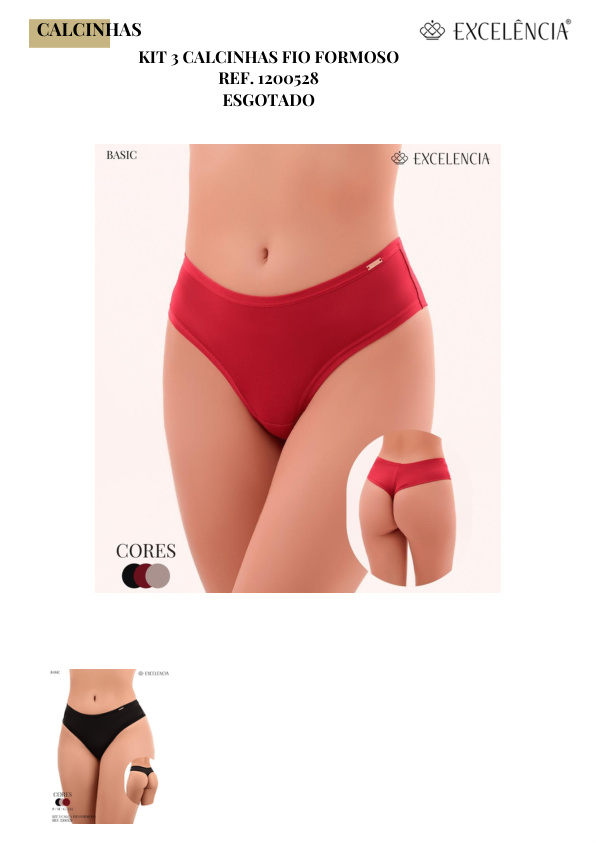 CALCINHAS
EXCELÊNCIA®
KIT 3 CALCINHAS FIO FORMOSO
REF. 1200528
ESGOTADO
BASIC
EXCELENCIA
CORES
BASIC
EXCELENCIA
CORES